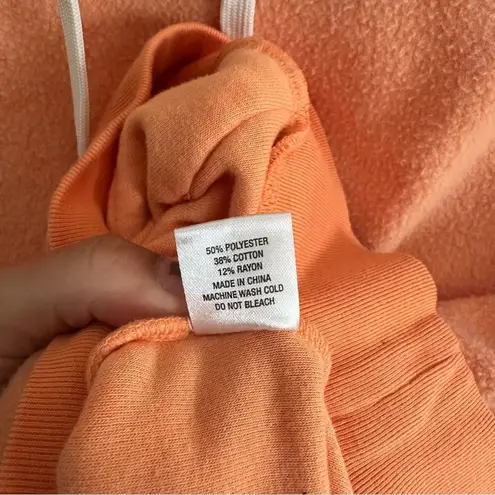 50% POLYESTER
38% COTTON
12% RAYON
MADE IN CHINA
MACHINE WASH COLD
DO NOT BLEACH